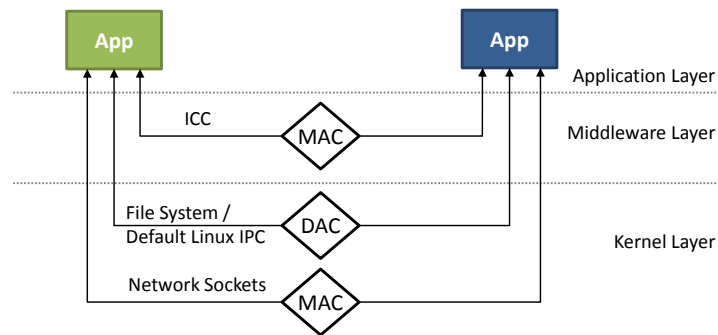 App
App
Application Layer
ICC
MAC
Middleware Layer
File System /
Default Linux IPC
DAC
Kernel Layer
Network Sockets
MAC